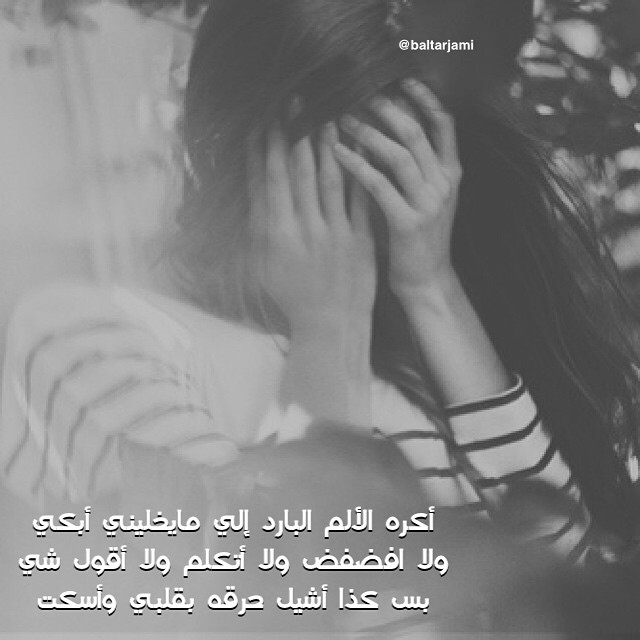 @baltarjami
أكره الألم البارد إلي مايخليني أبكي
ولا افضفض ولا أتكلم ولا أقول شي
بس كذا أشيل حرقه بقلبي وأسكت